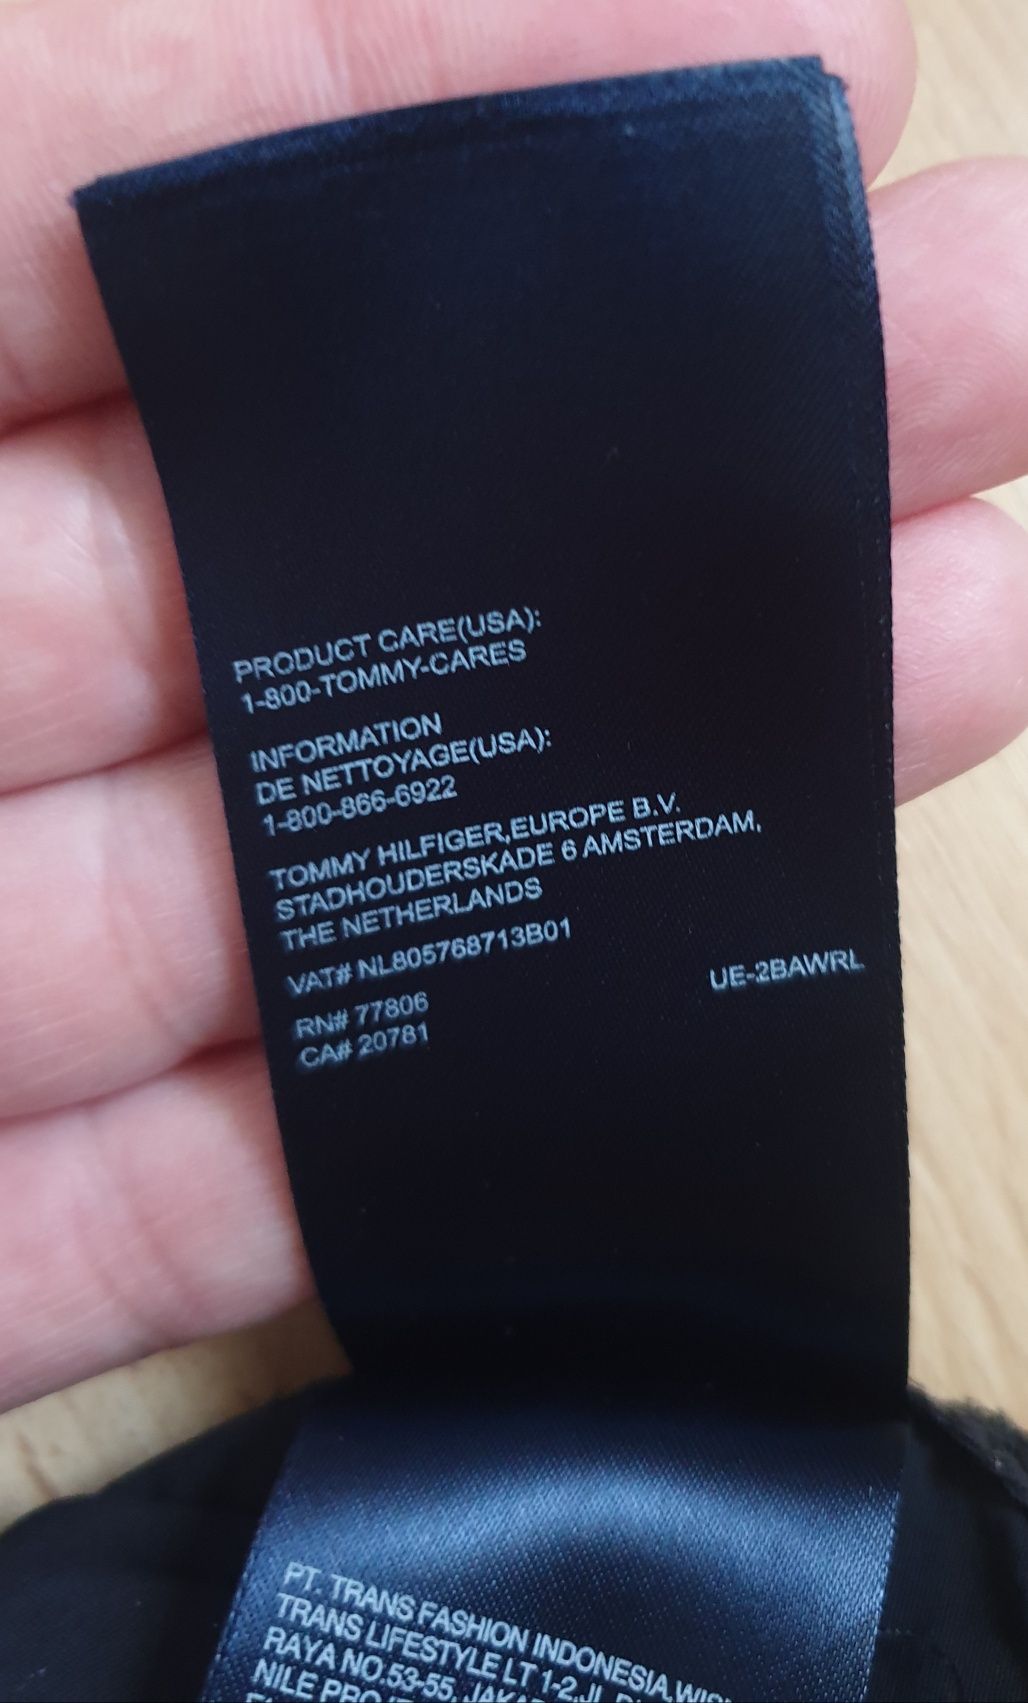 PRODUCT CARE(USA):
1-800-TOMMY-CARES
INFORMATION
DE NETTOYAGE(USA):
1-800-866-6922
TOMMY HILFIGER,EUROPE B.V.
STADHOUDERSKADE 6 AMSTERDAM,
THE NETHERLANDS
VAT# NL805768713B01
UE-2BAWRL
RN# 77806
CA# 20781
PT. TRANS FASHION INDONESIA,
TRANS LIFESTYLE LT 1-2,JL.
RAYA NO.53-55,
NILE